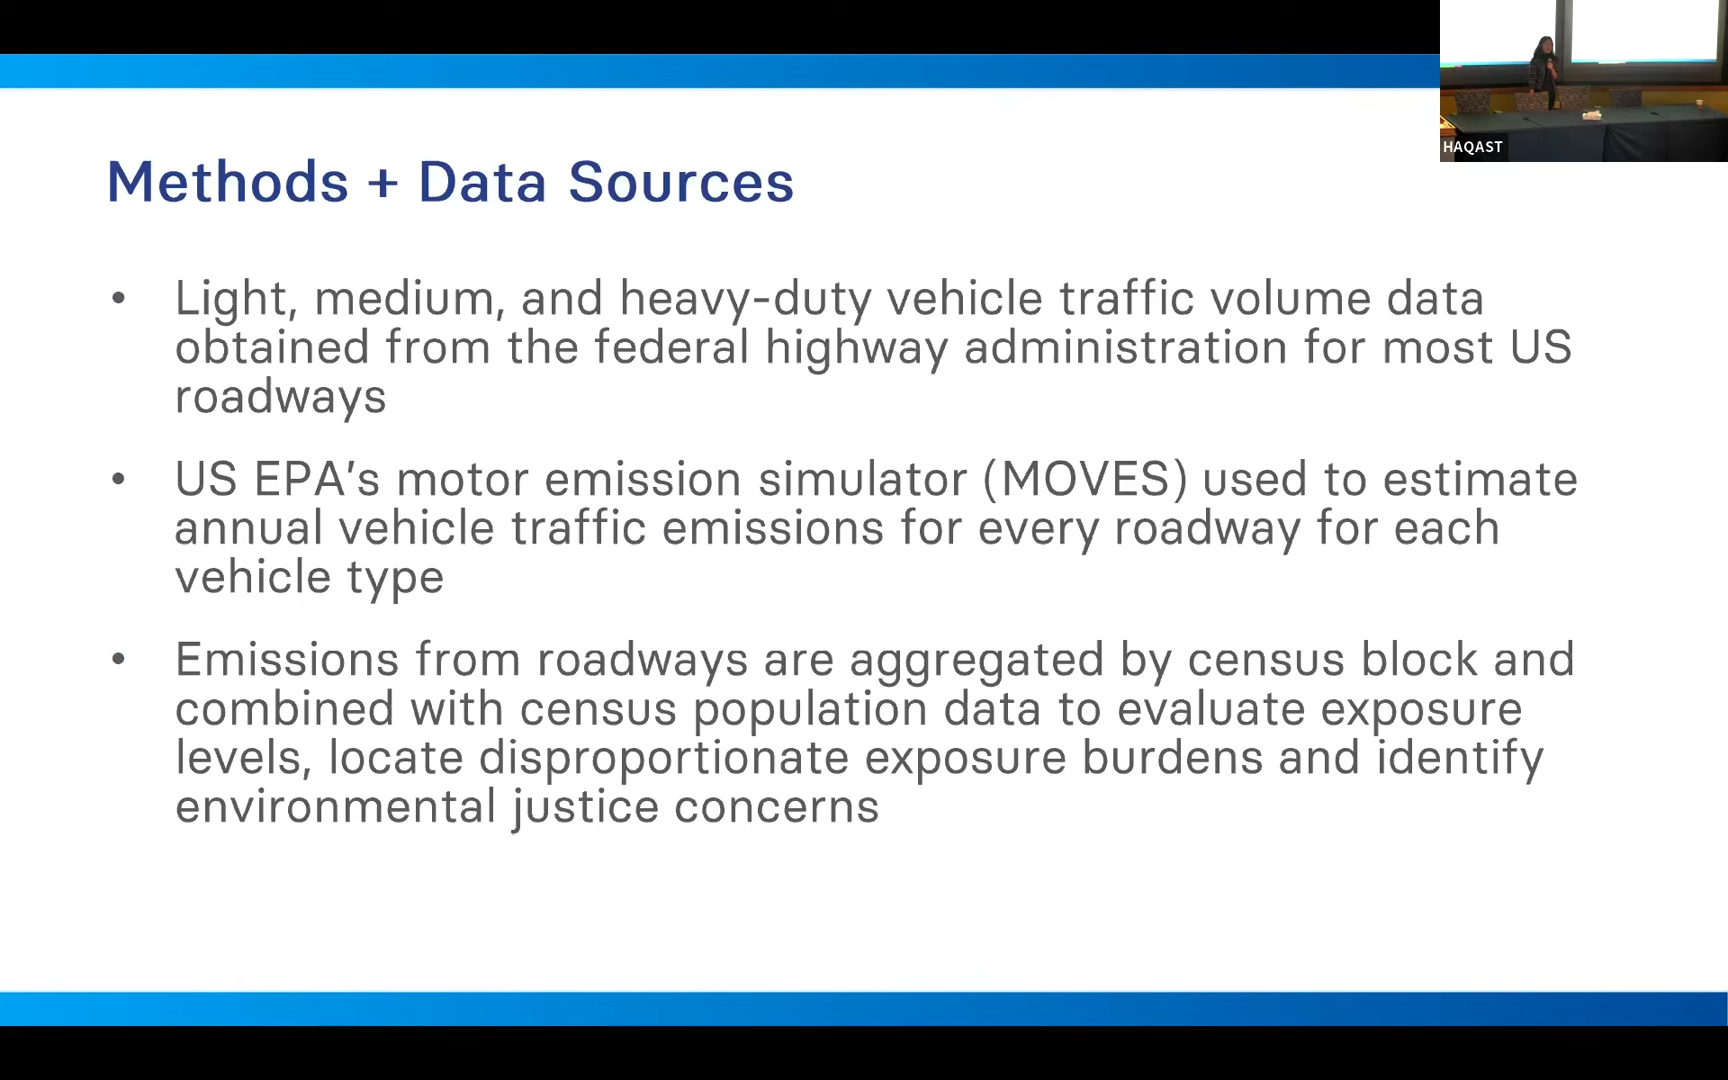 HAQAST
Methods + Data Sources
• Light, medium, and heavy-duty vehicle traffic volume data
obtained from the federal highway administration for most US
roadways
• US EPA’s motor emission simulator (MOVES) used to estimate
annual vehicle traffic emissions for every roadway for each
vehicle type
• Emissions from roadways are aggregated by census block and
combined with census population data to evaluate exposure
levels, locate disproportionate exposure burdens and identify
environmental justice concerns